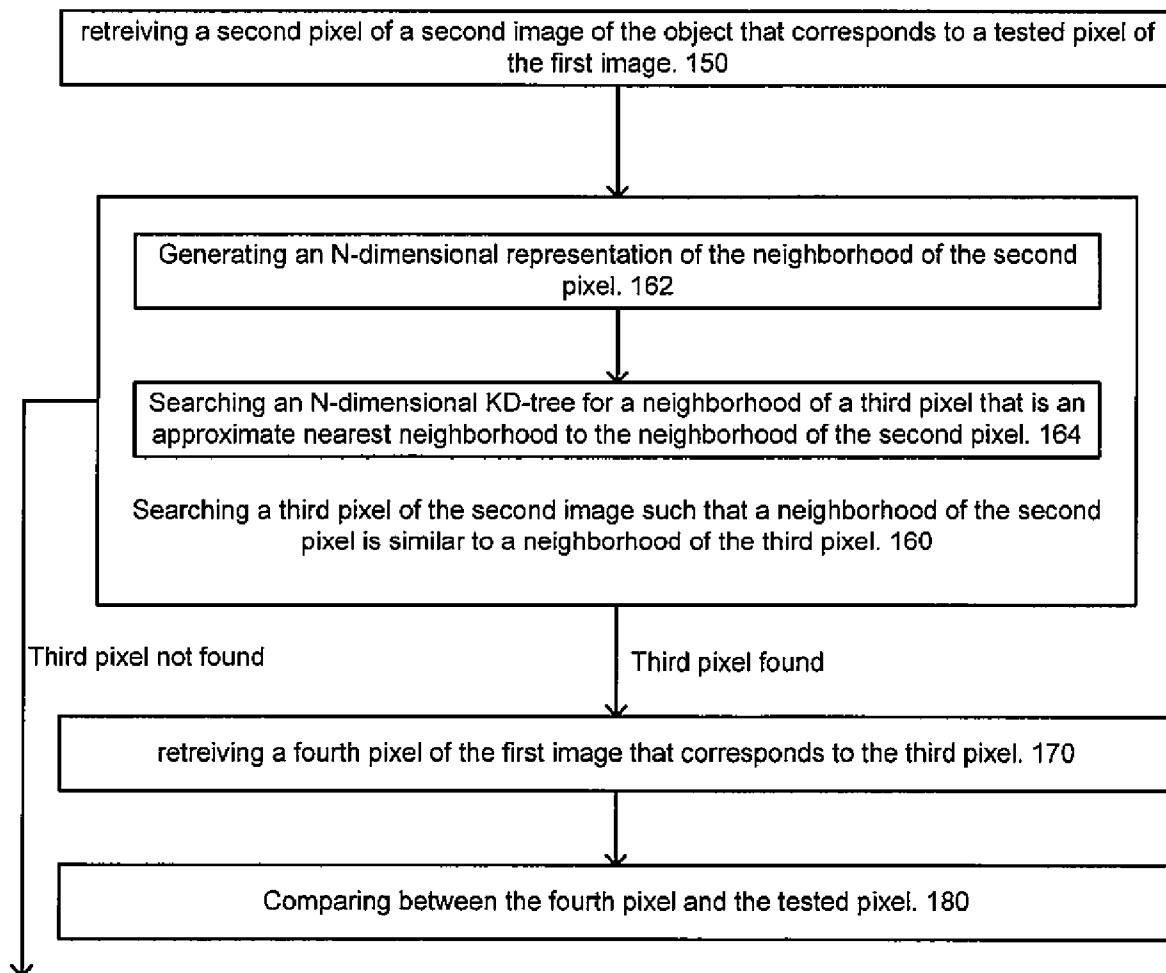 retreiving a second pixel of a second image of the object that corresponds to a tested pixel of
the first image. 150
Generating an N-dimensional representation of the neighborhood of the second
pixel. 162
Searching an N-dimensional KD-tree for a neighborhood of a third pixel that is an
approximate nearest neighborhood to the neighborhood of the second pixel. 164
Searching a third pixel of the second image such that a neighborhood of the second
pixel is similar to a neighborhood of the third pixel. 160
Third pixel not found
Third pixel found
retreiving a fourth pixel of the first image that corresponds to the third pixel. 170
Comparing between the fourth pixel and the tested pixel. 180